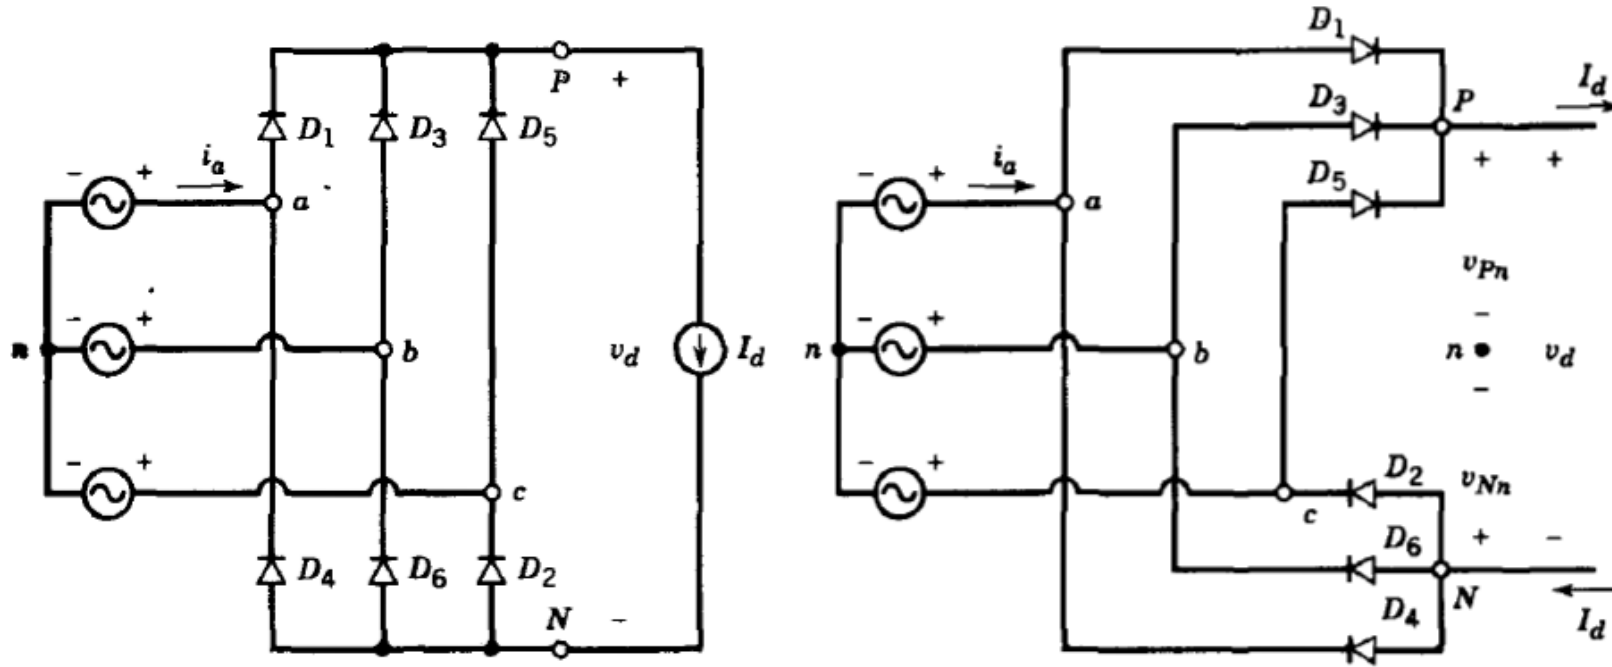 P +
D1 D3 D5
- + ia
a
- +
n b vd Id
- +
c
D4 D6 D2
N -
D1
Id
D3 P
+ +
- + ia D5
a
vPn
- + -
n b n vd
-
- + D2 vNn
c
D6 + -
N
D4 Id